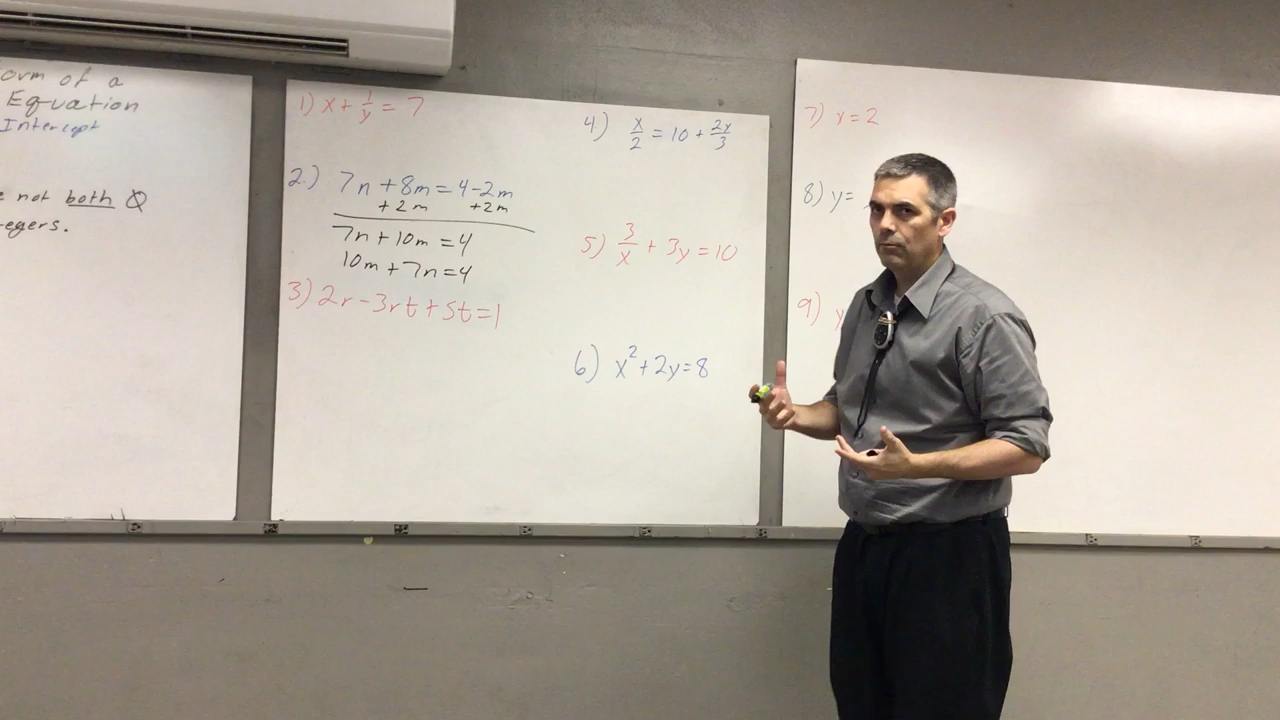 orm of a
Equation
Intercept
not both 0
egers.
1) x + 1/y = 7
2.) 7n + 8m = 4 - 2m
+2m +2m
7n + 10m = 4
10m + 7n = 4
3) 2r - 3rt + 5t = 1
4) x/2 = 10 + 2y/3
5) 3/x + 3y = 10
6) x² + 2y = 8
7) x = 2
8) y =
9) y